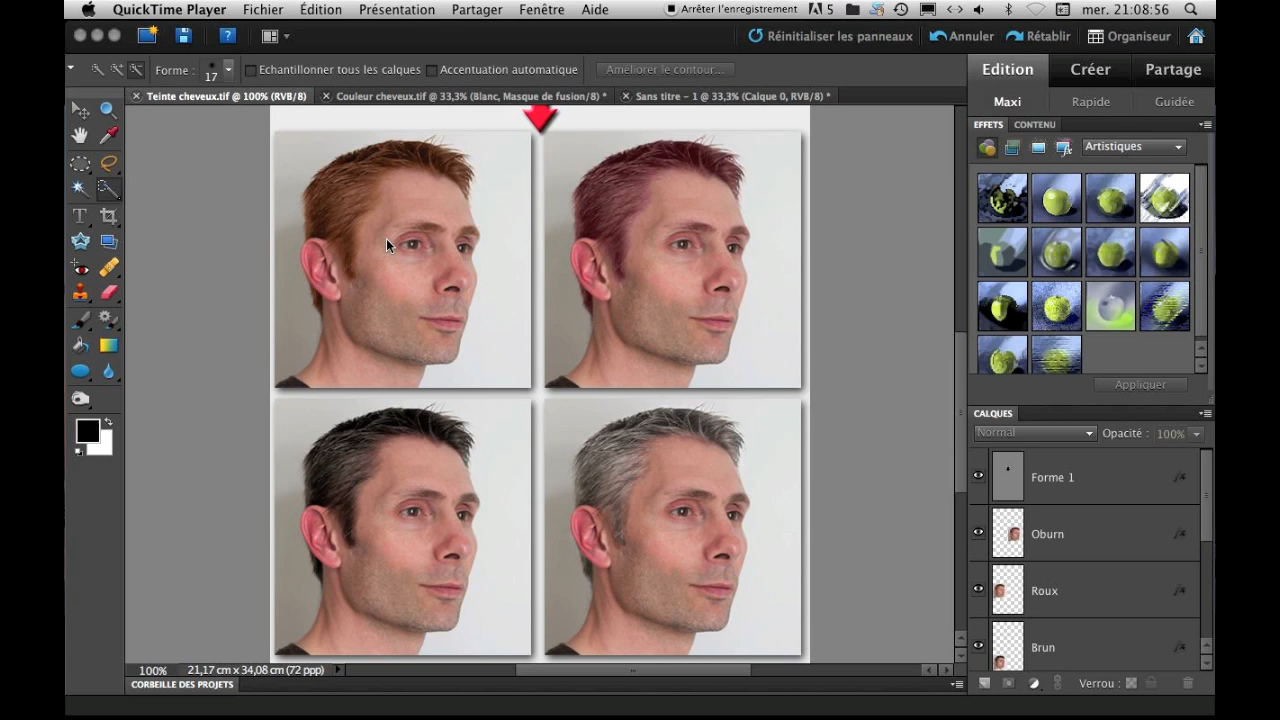 QuickTime Player Fichier Édition Présentation Partager Fenêtre Aide Arrêter l'enregistrement 5 mer. 21:08:56
Réinitialiser les panneaux Annuler Rétablir Organiseur
Forme : 17 Echantillonner tous les calques Accentuation automatique Améliorer le contour... Edition Créer Partage
Teinte cheveux.tif @ 100% (RVB/8) Couleur cheveux.tif @ 33,3% (Blanc, Masque de fusion/8) * Sans titre – 1 @ 33,3% (Calque 0, RVB/8) * Maxi Rapide Guidée
EFFETS CONTENU
Artistiques
Appliquer
CALQUES
Normal Opacité : 100%
Forme 1
Oburn
Roux
Brun
100% 21,17 cm x 34,08 cm (72 ppp)
CORBEILLE DES PROJETS Verrou :